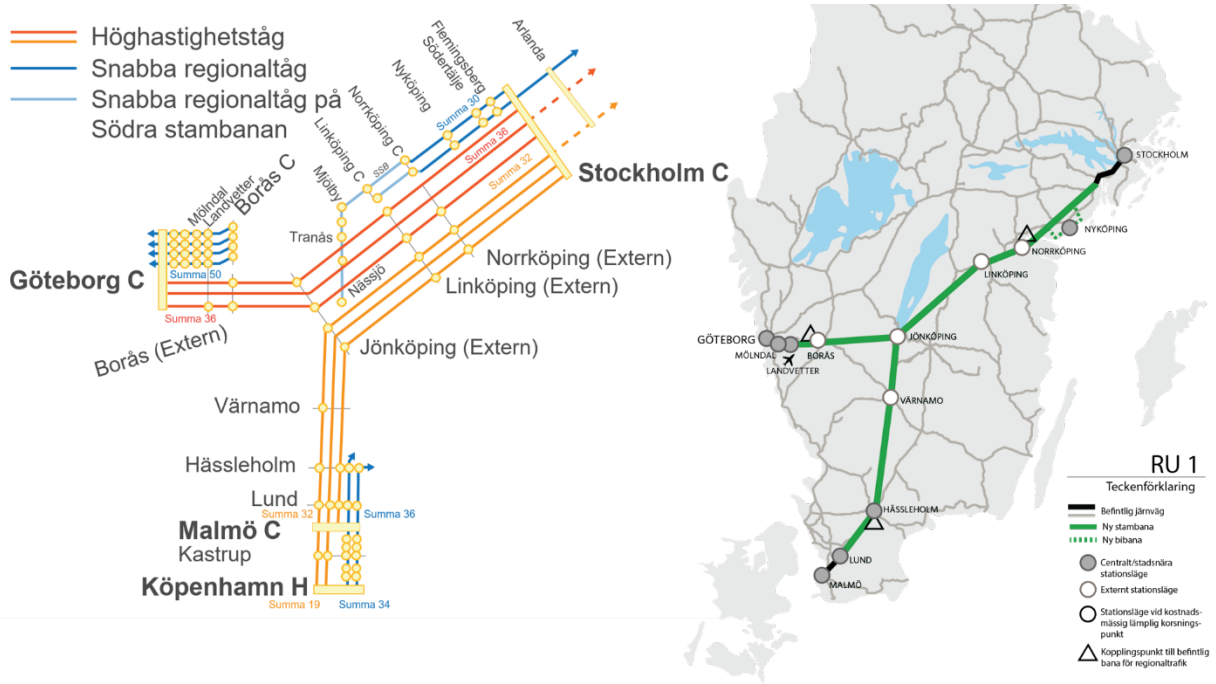 Höghastighetståg
Snabba regionaltåg
Snabba regionaltåg på
Södra stambanan
Arlanda
Flemingsberg
Södertälje
Nyköping
Norrköping C
Linköping C
Mjölby
SSB
Summa 30
Summa 36
Summa 32
Stockholm C
Tranås
Nässjö
Norrköping (Extern)
Linköping (Extern)
Jönköping (Extern)
Mölndal
Landvetter
Borås C
Göteborg C
Summa 50
Summa 36
Borås (Extern)
Värnamo
Hässleholm
Lund
Summa 32
Summa 36
Malmö C
Kastrup
Köpenhamn H
Summa 19
Summa 34
STOCKHOLM
NYKÖPING
NORRKÖPING
LINKÖPING
GÖTEBORG
MÖLNDAL
LANDVETTER
BORÅS
JÖNKÖPING
VÄRNAMO
HÄSSLEHOLM
LUND
MALMÖ
RU 1
Teckenförklaring
Befintlig järnväg
Ny stambana
Ny bibana
Centralt/stadsnära
stationsläge
Externt stationsläge
Stationsläge vid kostnads-
mässig lämplig korsnings-
punkt
Kopplingspunkt till befintlig
bana för regionaltrafik